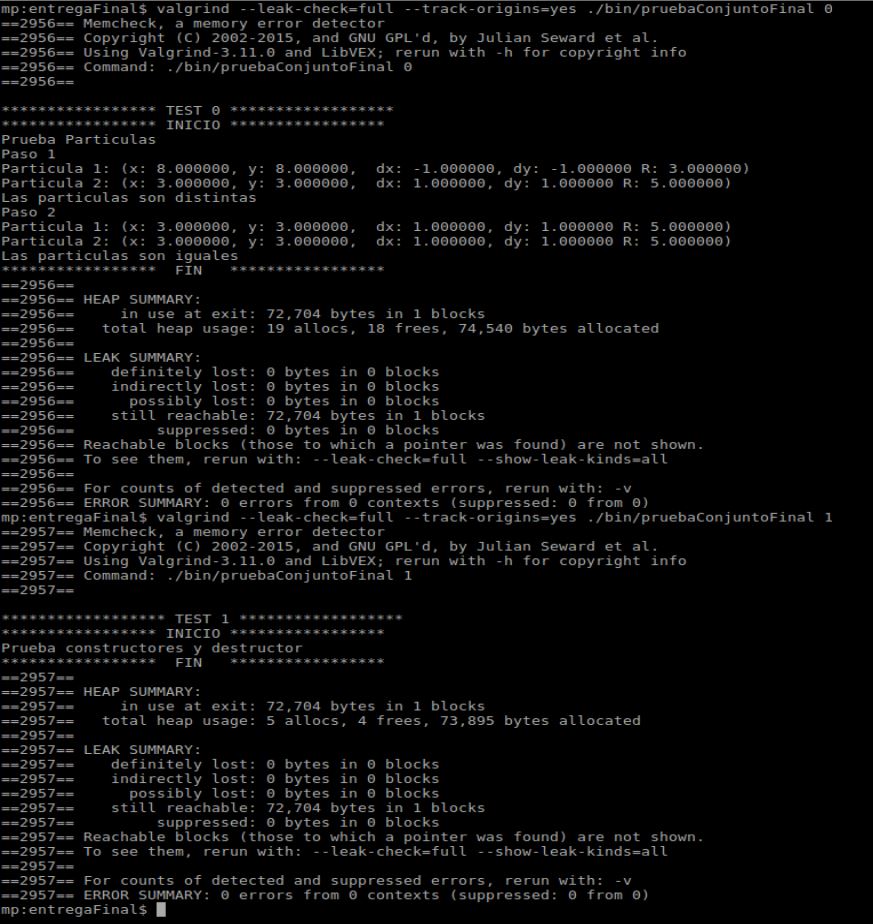 mp:entregaFinal$ valgrind --leak-check=full --track-origins=yes ./bin/pruebaConjuntoFinal 0
==2956== Memcheck, a memory error detector
==2956== Copyright (C) 2002-2015, and GNU GPL'd, by Julian Seward et al.
==2956== Using Valgrind-3.11.0 and LibVEX; rerun with -h for copyright info
==2956== Command: ./bin/pruebaConjuntoFinal 0
==2956==
***************** TEST 0 ******************
***************** INICIO *****************
Prueba Particulas
Paso 1
Particula 1: (x: 8.000000, y: 8.000000,  dx: -1.000000, dy: -1.000000 R: 3.000000)
Particula 2: (x: 3.000000, y: 3.000000,  dx: 1.000000, dy: 1.000000 R: 5.000000)
Las particulas son distintas
Paso 2
Particula 1: (x: 3.000000, y: 3.000000,  dx: 1.000000, dy: 1.000000 R: 5.000000)
Particula 2: (x: 3.000000, y: 3.000000,  dx: 1.000000, dy: 1.000000 R: 5.000000)
Las particulas son iguales
*****************  FIN   *****************
==2956==
==2956== HEAP SUMMARY:
==2956==     in use at exit: 72,704 bytes in 1 blocks
==2956==   total heap usage: 19 allocs, 18 frees, 74,540 bytes allocated
==2956==
==2956== LEAK SUMMARY:
==2956==    definitely lost: 0 bytes in 0 blocks
==2956==    indirectly lost: 0 bytes in 0 blocks
==2956==      possibly lost: 0 bytes in 0 blocks
==2956==    still reachable: 72,704 bytes in 1 blocks
==2956==         suppressed: 0 bytes in 0 blocks
==2956== Reachable blocks (those to which a pointer was found) are not shown.
==2956== To see them, rerun with: --leak-check=full --show-leak-kinds=all
==2956==
==2956== For counts of detected and suppressed errors, rerun with: -v
==2956== ERROR SUMMARY: 0 errors from 0 contexts (suppressed: 0 from 0)
mp:entregaFinal$ valgrind --leak-check=full --track-origins=yes ./bin/pruebaConjuntoFinal 1
==2957== Memcheck, a memory error detector
==2957== Copyright (C) 2002-2015, and GNU GPL'd, by Julian Seward et al.
==2957== Using Valgrind-3.11.0 and LibVEX; rerun with -h for copyright info
==2957== Command: ./bin/pruebaConjuntoFinal 1
==2957==
****************** TEST 1 ******************
***************** INICIO *****************
Prueba constructores y destructor
*****************  FIN   *****************
==2957==
==2957== HEAP SUMMARY:
==2957==     in use at exit: 72,704 bytes in 1 blocks
==2957==   total heap usage: 5 allocs, 4 frees, 73,895 bytes allocated
==2957==
==2957== LEAK SUMMARY:
==2957==    definitely lost: 0 bytes in 0 blocks
==2957==    indirectly lost: 0 bytes in 0 blocks
==2957==      possibly lost: 0 bytes in 0 blocks
==2957==    still reachable: 72,704 bytes in 1 blocks
==2957==         suppressed: 0 bytes in 0 blocks
==2957== Reachable blocks (those to which a pointer was found) are not shown.
==2957== To see them, rerun with: --leak-check=full --show-leak-kinds=all
==2957==
==2957== For counts of detected and suppressed errors, rerun with: -v
==2957== ERROR SUMMARY: 0 errors from 0 contexts (suppressed: 0 from 0)
mp:entregaFinal$